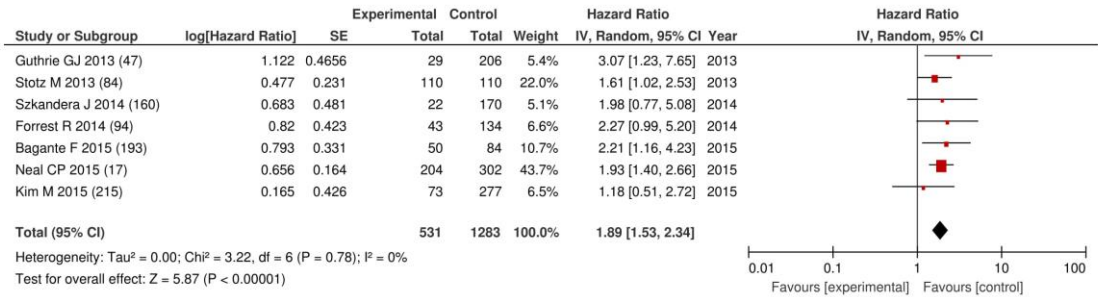 Experimental Control Hazard Ratio Hazard Ratio
Study or Subgroup log[Hazard Ratio] SE Total Total Weight IV, Random, 95% CI Year IV, Random, 95% CI
Guthrie GJ 2013 (47) 1.122 0.4656 29 206 5.4% 3.07 [1.23, 7.65] 2013
Stotz M 2013 (84) 0.477 0.231 110 110 22.0% 1.61 [1.02, 2.53] 2013
Szkandera J 2014 (160) 0.683 0.481 22 170 5.1% 1.98 [0.77, 5.08] 2014
Forrest R 2014 (94) 0.82 0.423 43 134 6.6% 2.27 [0.99, 5.20] 2014
Bagante F 2015 (193) 0.793 0.331 50 84 10.7% 2.21 [1.16, 4.23] 2015
Neal CP 2015 (17) 0.656 0.164 204 302 43.7% 1.93 [1.40, 2.66] 2015
Kim M 2015 (215) 0.165 0.426 73 277 6.5% 1.18 [0.51, 2.72] 2015
Total (95% CI) 531 1283 100.0% 1.89 [1.53, 2.34]
Heterogeneity: Tau² = 0.00; Chi² = 3.22, df = 6 (P = 0.78); I² = 0%
Test for overall effect: Z = 5.87 (P < 0.00001)
0.01 0.1 1 10 100
Favours [experimental] Favours [control]